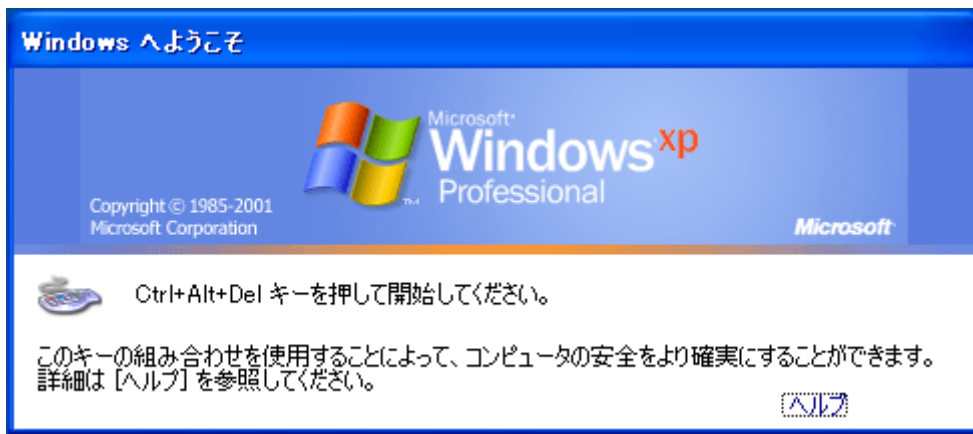 Windows へようこそ
Microsoft
Windows xp
Professional
TM
Copyright © 1985-2001
Microsoft Corporation
Microsoft
Ctrl+Alt+Del キーを押して開始してください。
このキーの組み合わせを使用することによって、コンピュータの安全をより確実にすることができます。
詳細は [ヘルプ] を参照してください。
ヘルプ